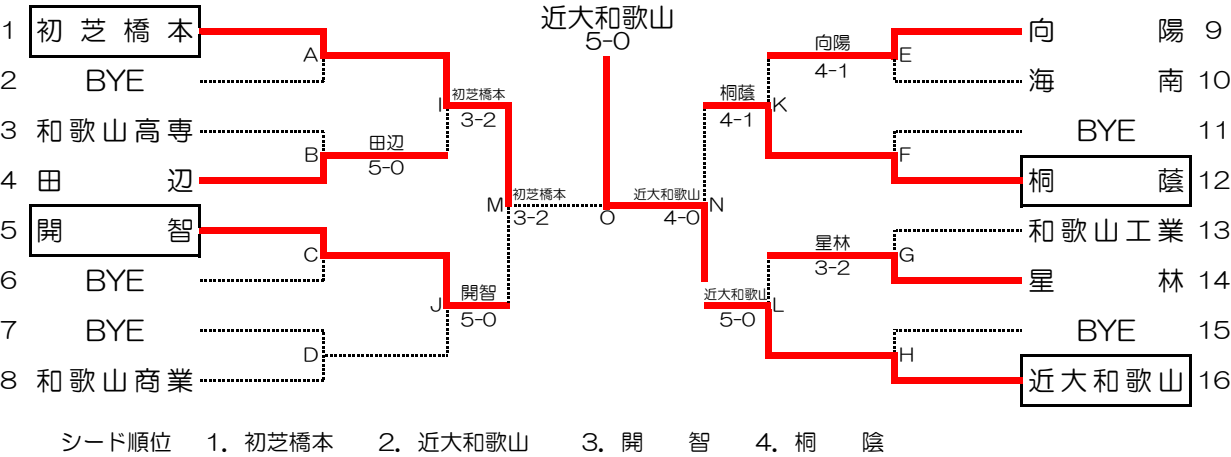 近大和歌山
5-0
1 初芝橋本
2 BYE
3 和歌山高専
4 田辺
5 開智
6 BYE
7 BYE
8 和歌山商業
A
B
C
D
I
田辺
5-0
J
初芝橋本
3-2
開智
5-0
M
初芝橋本
3-2
O
近大和歌山
4-0
N
桐蔭
4-1
K
近大和歌山
5-0
L
向陽
4-1
星林
3-2
E
F
G
H
向陽 9
海南 10
BYE 11
桐蔭 12
和歌山工業 13
星林 14
BYE 15
近大和歌山 16
シード順位 1. 初芝橋本 2. 近大和歌山 3. 開智 4. 桐陰